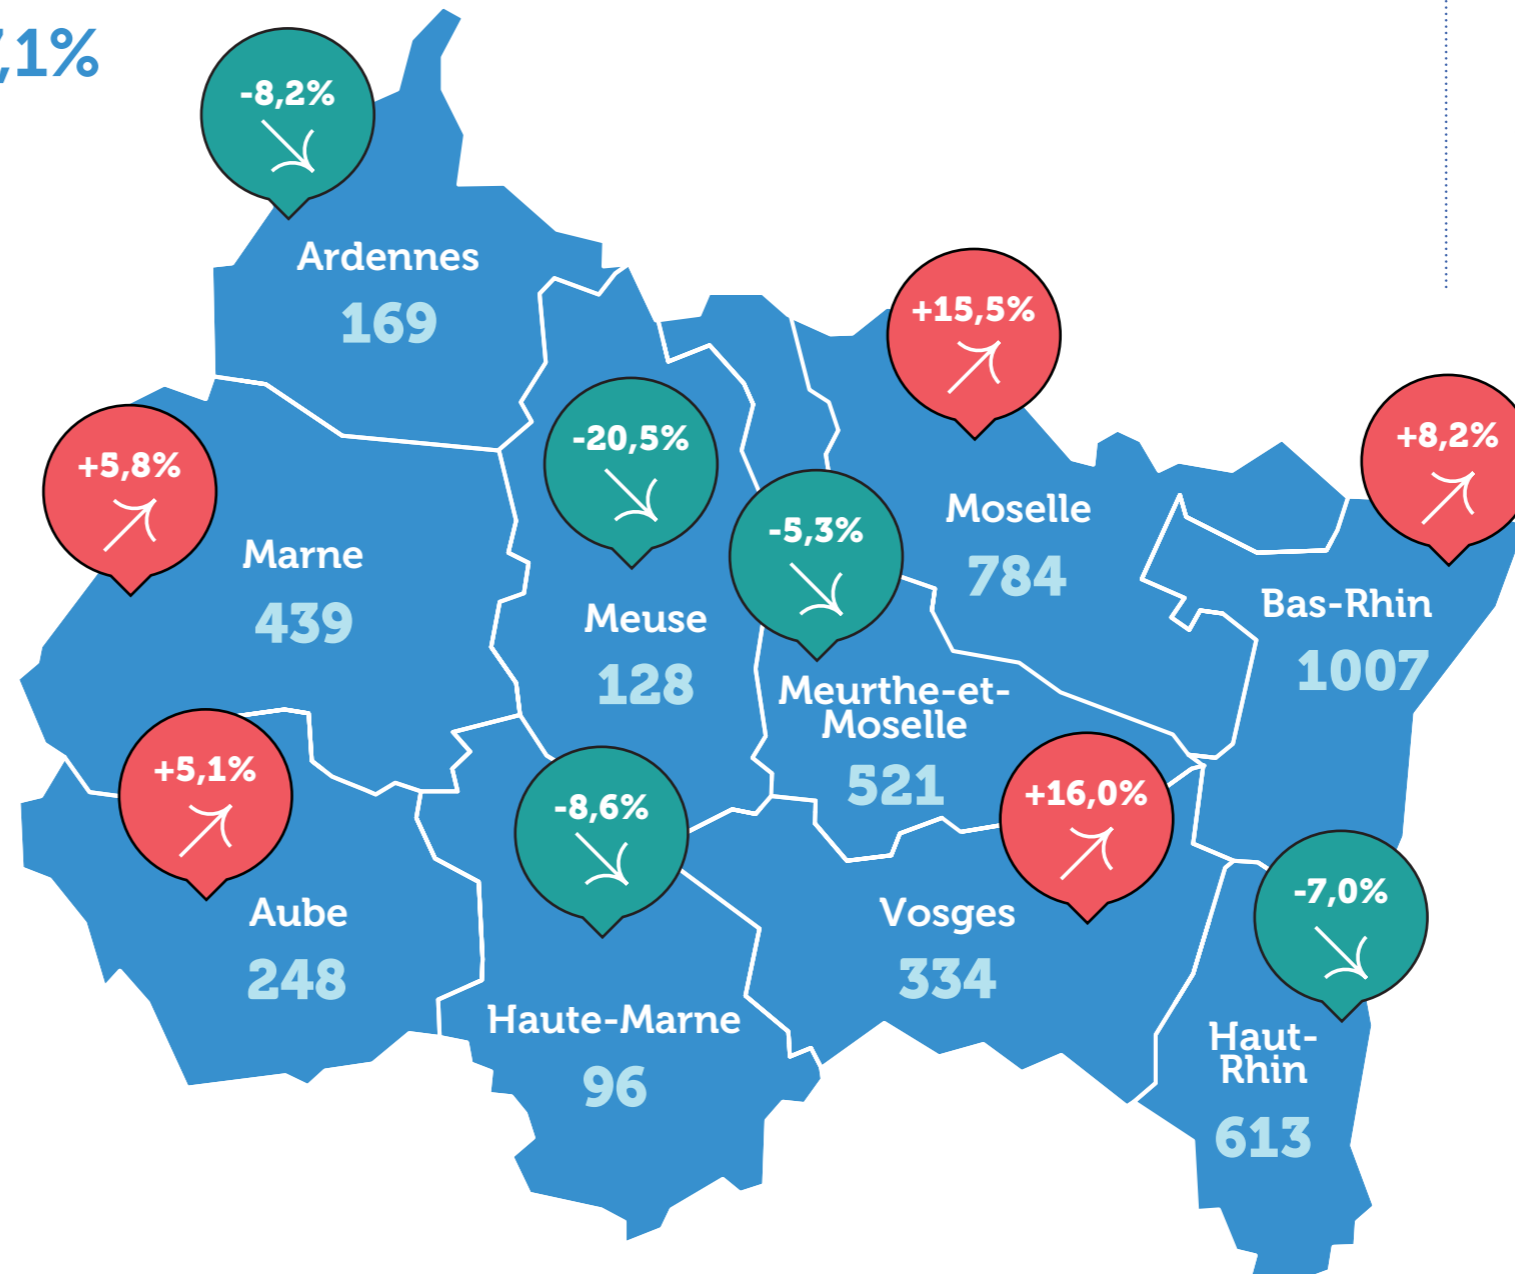 ,1%
-8,2%
Ardennes
169
+15,5%
+8,2%
-20,5%
+5,8%
-5,3%
Moselle
784
Marne
439
Meuse
128
Bas-Rhin
1007
Meurthe-et-
Moselle
521
+5,1%
-8,6%
+16,0%
-7,0%
Aube
248
Vosges
334
Haute-Marne
96
Haut-
Rhin
613